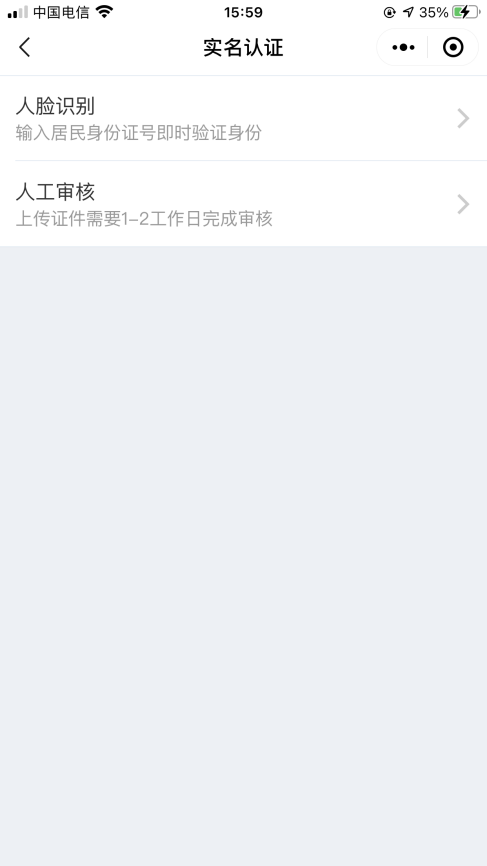 中国电信
15:59
35%
实名认证
人脸识别
输入居民身份证号即时验证身份
人工审核
上传证件需要1-2工作日完成审核